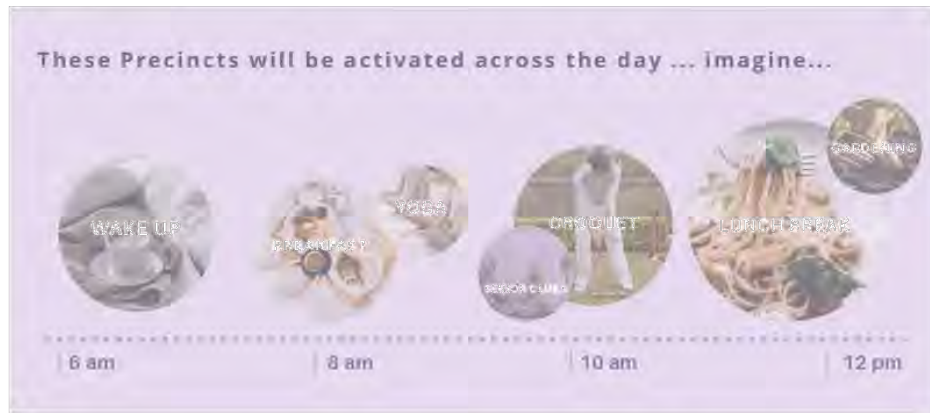 These Precincts will be activated across the day ... imagine...
GARDENING
WAKE UP
BREAKFAST
YOGA
CROQUET
LUNCH BREAK
SENIOR CLUBS
6 am
8 am
10 am
12 pm